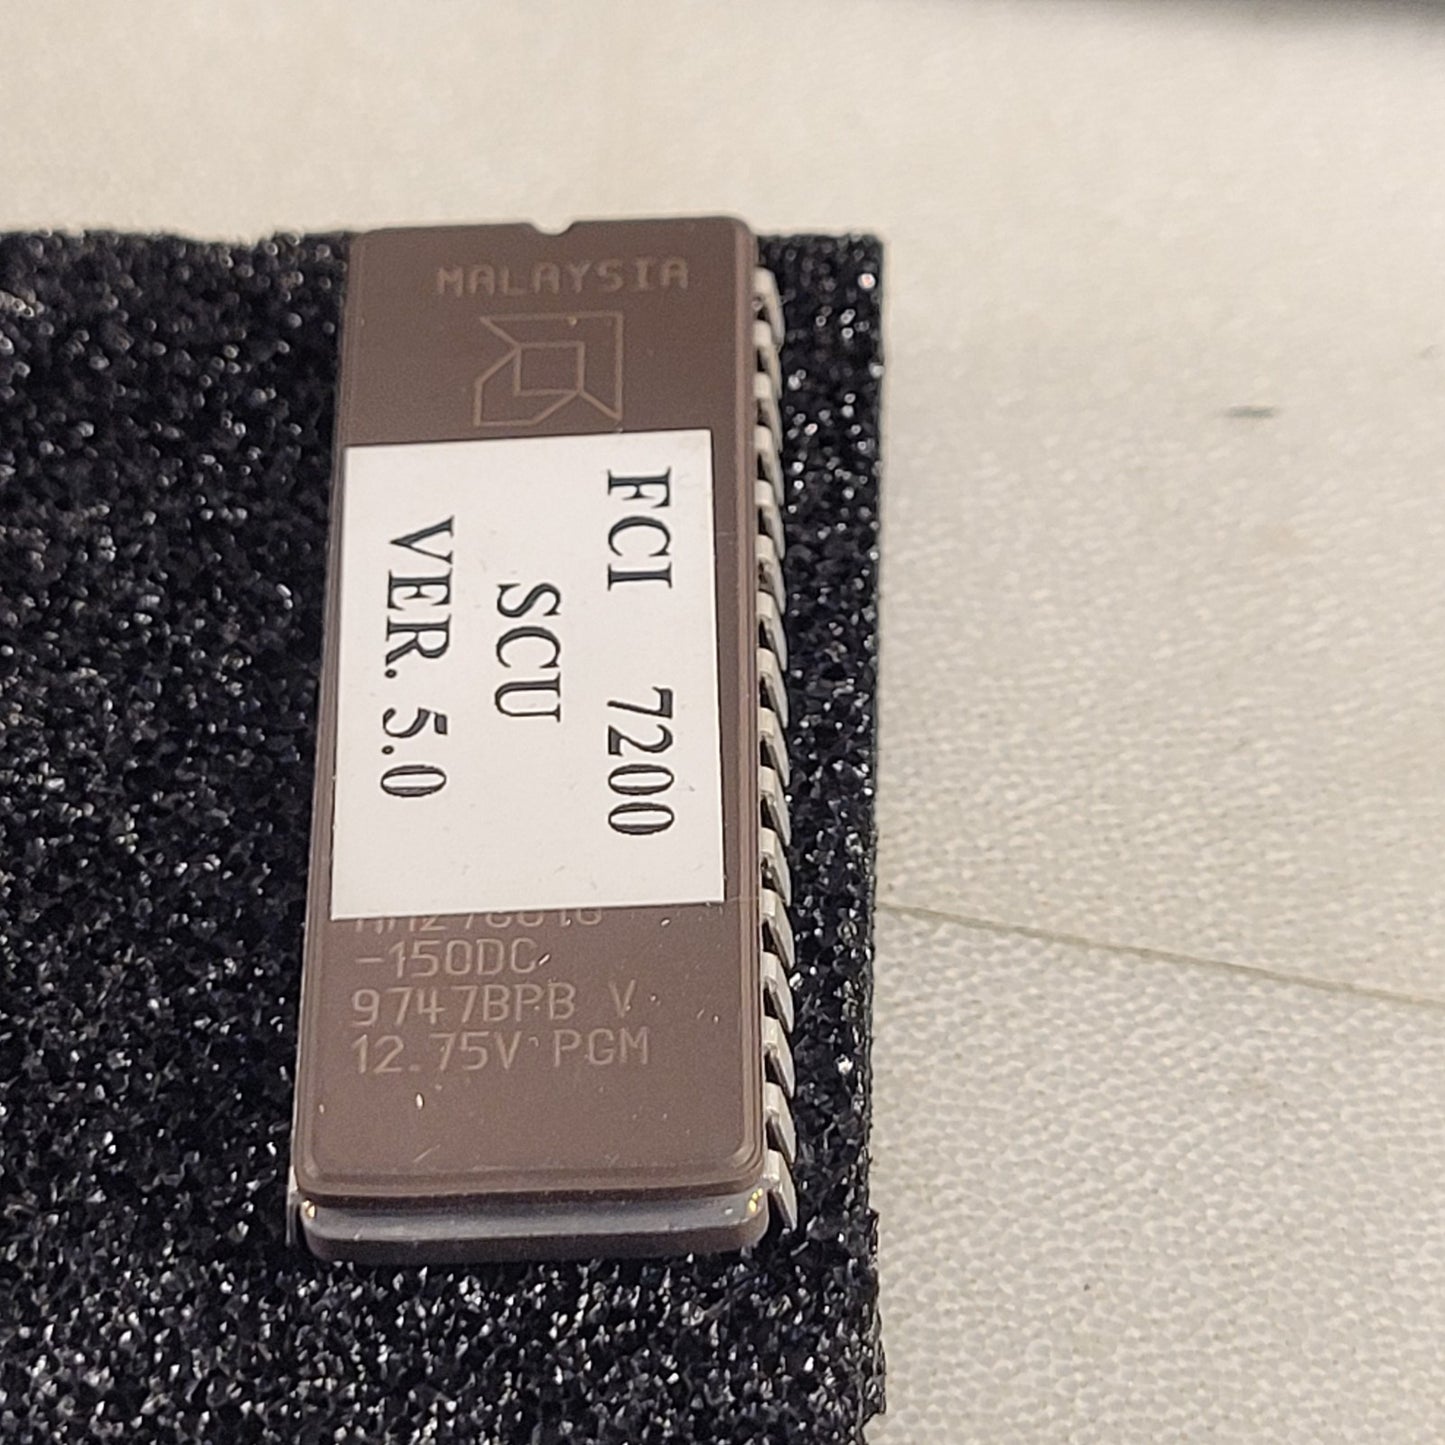 MALAYSIA
FCI 7200
SCU
VER. 5.0
-150DC
9747BPB V
12.75V PGM